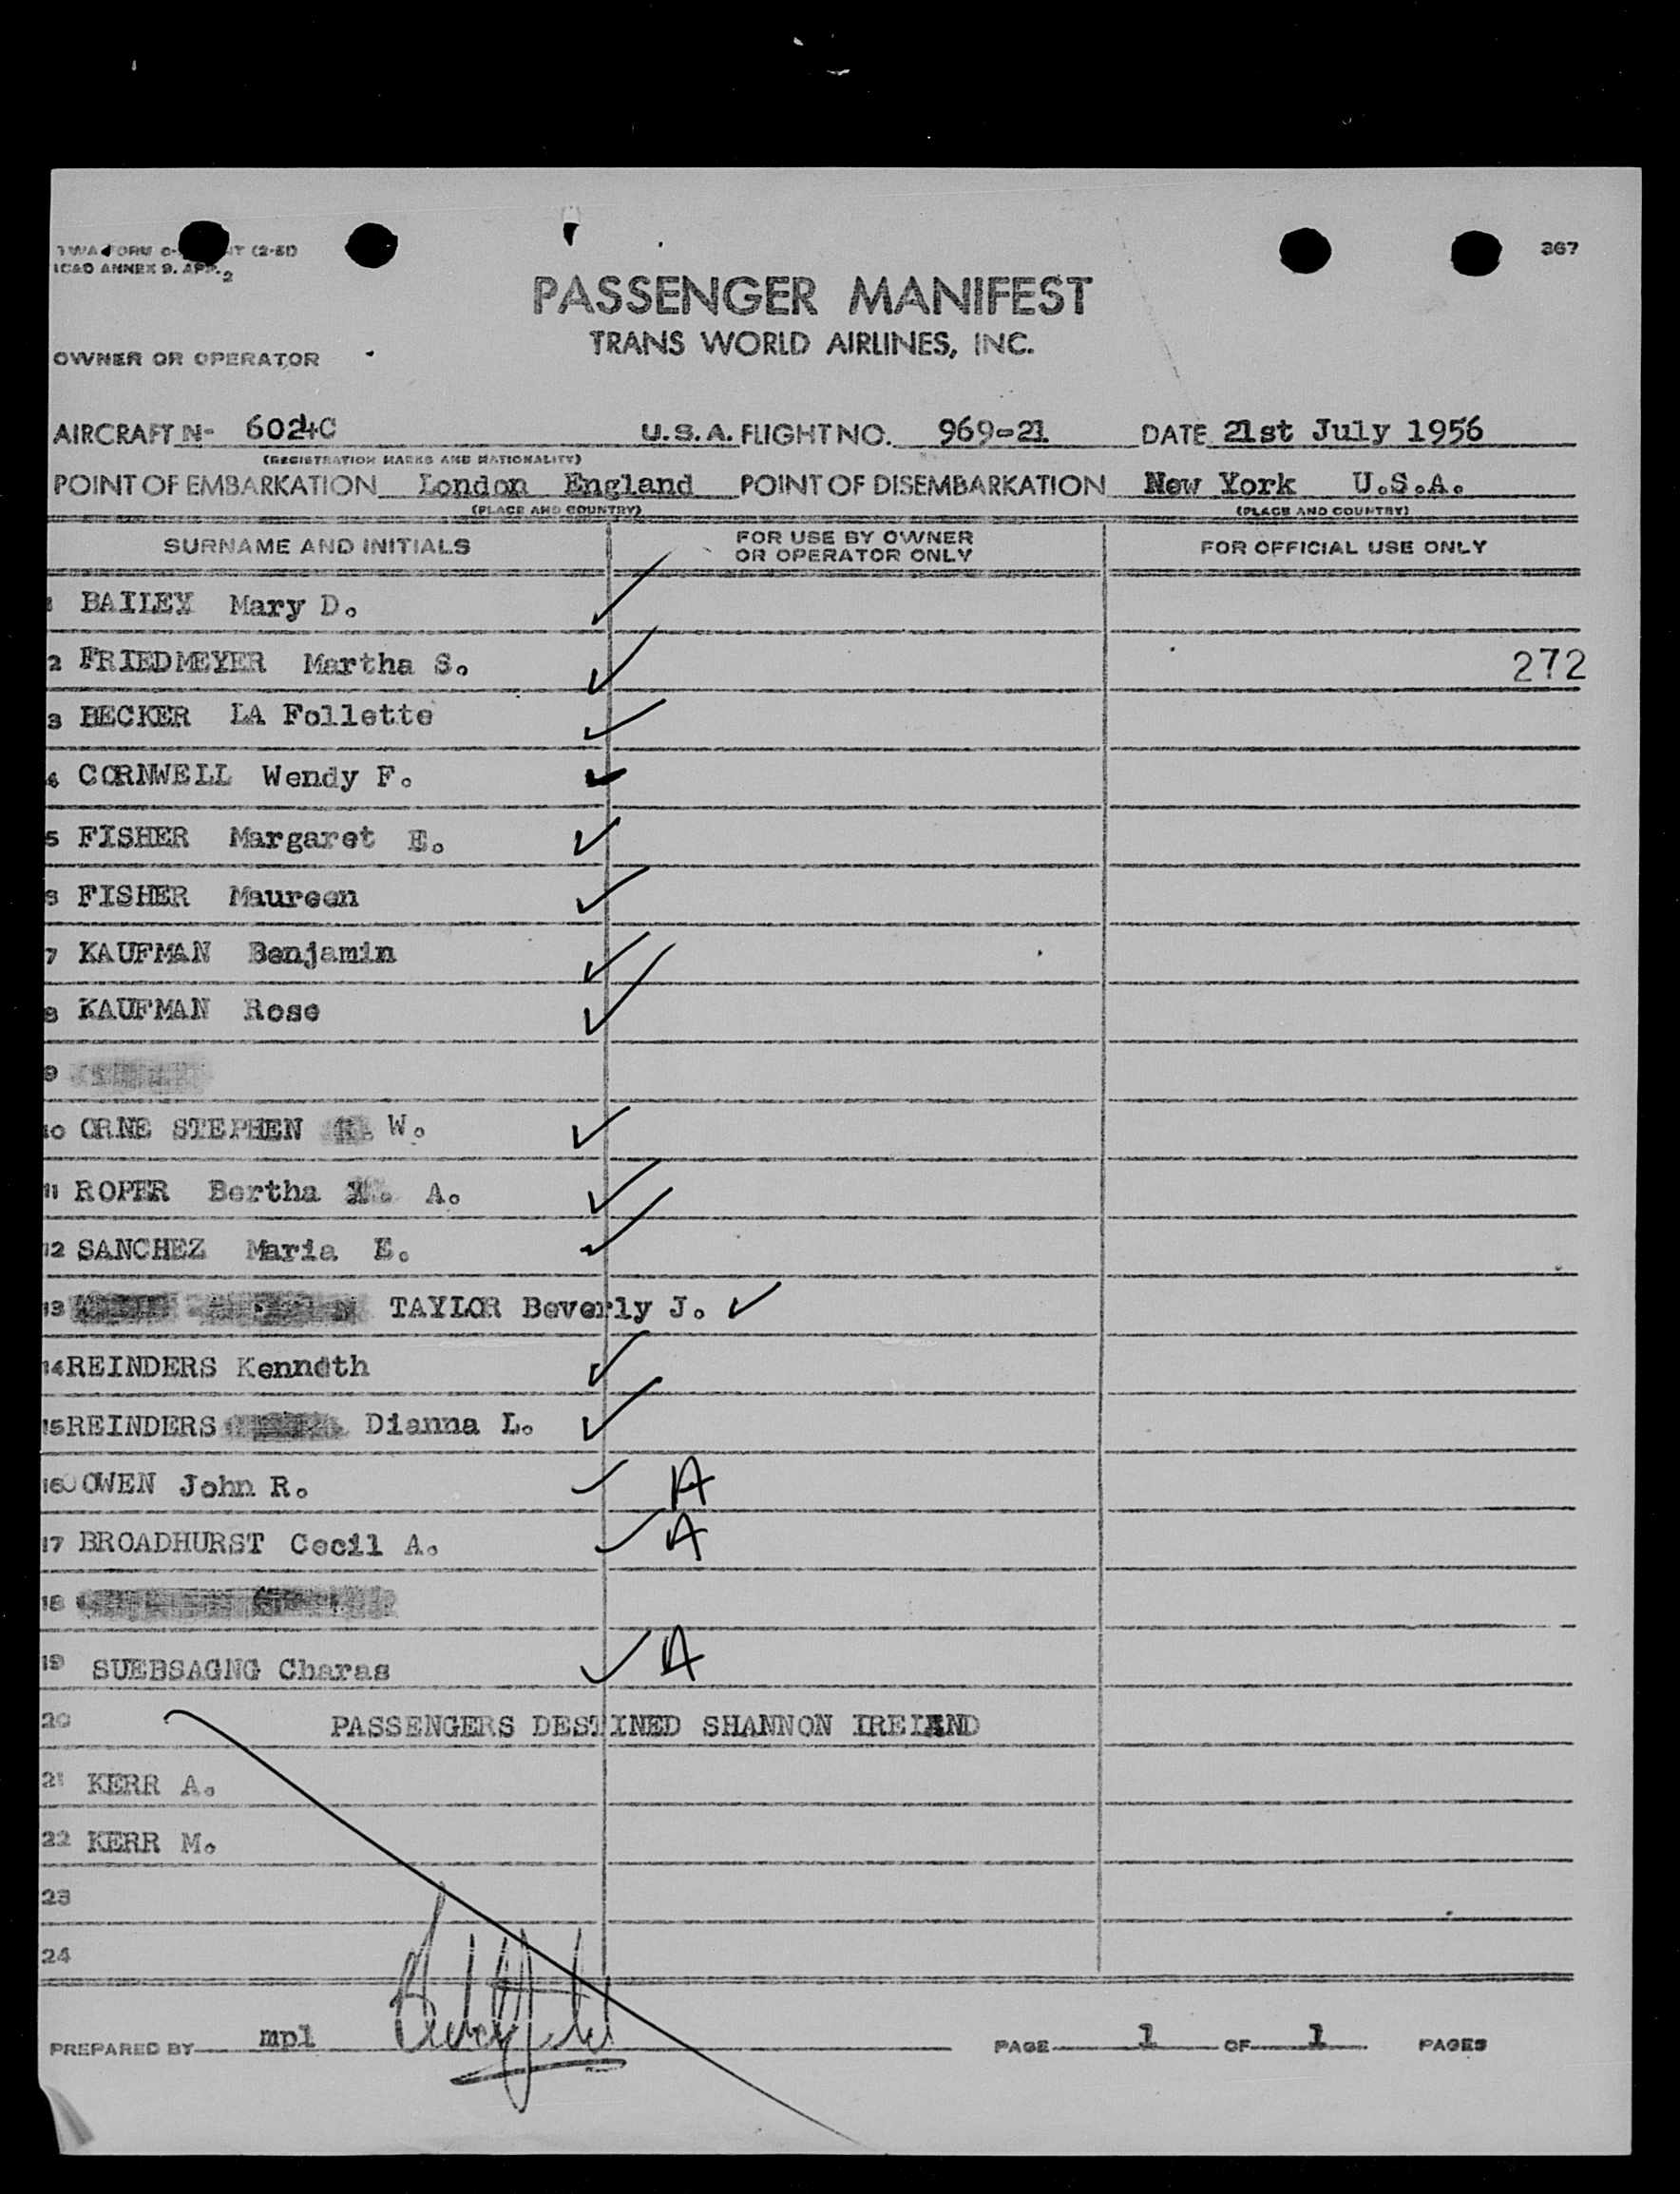 367
TWA FORM
ICAO ANNEX 9. APP. 2
PASSENGER MANIFEST
TRANS WORLD AIRLINES, INC.
OWNER OR OPERATOR
AIRCRAFT N- 6024C U.S.A. FLIGHT NO. 969-21 DATE 21st July 1956
(REGISTRATION MARKS AND NATIONALITY)
POINT OF EMBARKATION London England POINT OF DISEMBARKATION New York U.S.A.
(PLACE AND COUNTRY) (PLACE AND COUNTRY)
SURNAME AND INITIALS FOR USE BY OWNER OR OPERATOR ONLY FOR OFFICIAL USE ONLY
1 BAILEY Mary D. ✓
2 FRIEDMEYER Martha S. ✓ 272
3 BECKER LA Follette ✓
4 CORNWELL Wendy F. ✓
5 FISHER Margaret E. ✓
6 FISHER Maureen ✓
7 KAUFMAN Benjamin ✓
8 KAUFMAN Rose ✓
9
10 ORNE STEPHEN W. ✓
11 ROPER Bertha A. ✓
12 SANCHEZ Maria E. ✓
13 TAYLOR Beverly J. ✓
14 REINDERS Kenneth ✓
15 REINDERS Dianna L. ✓
16 OWEN John R. ✓ A
17 BROADHURST Cecil A. ✓ A
18
19 SUEBSAGNG Charas ✓ A
20 PASSENGERS DESTINED SHANNON IRELAND
21 KERR A.
22 KERR M.
23
24
PREPARED BY mpl PAGE 1 OF 1 PAGES